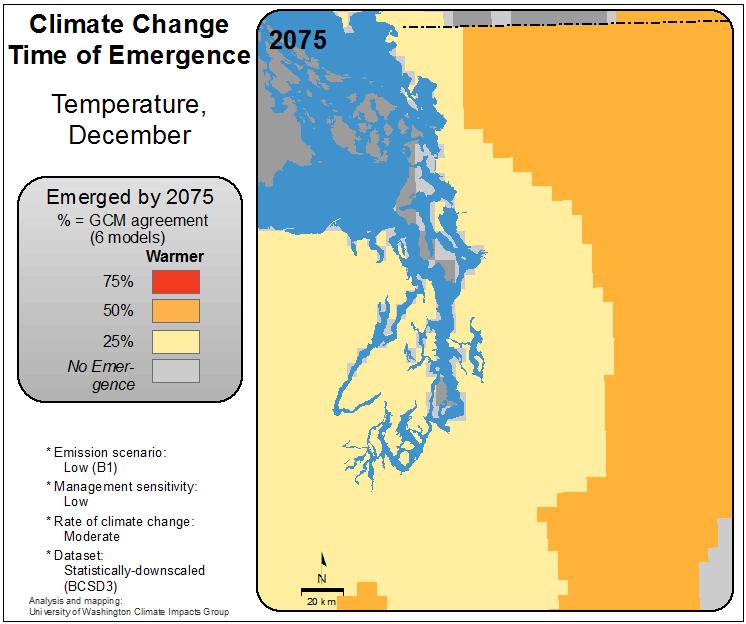 Climate Change
Time of Emergence
Temperature,
December
Emerged by 2075
% = GCM agreement
(6 models)
Warmer
75%
50%
25%
No Emer-
gence
* Emission scenario:
Low (B1)
* Management sensitivity:
Low
* Rate of climate change:
Moderate
* Dataset:
Statistically-downscaled
(BCSD3)
Analysis and mapping:
University of Washington Climate Impacts Group
2075
N
20 km